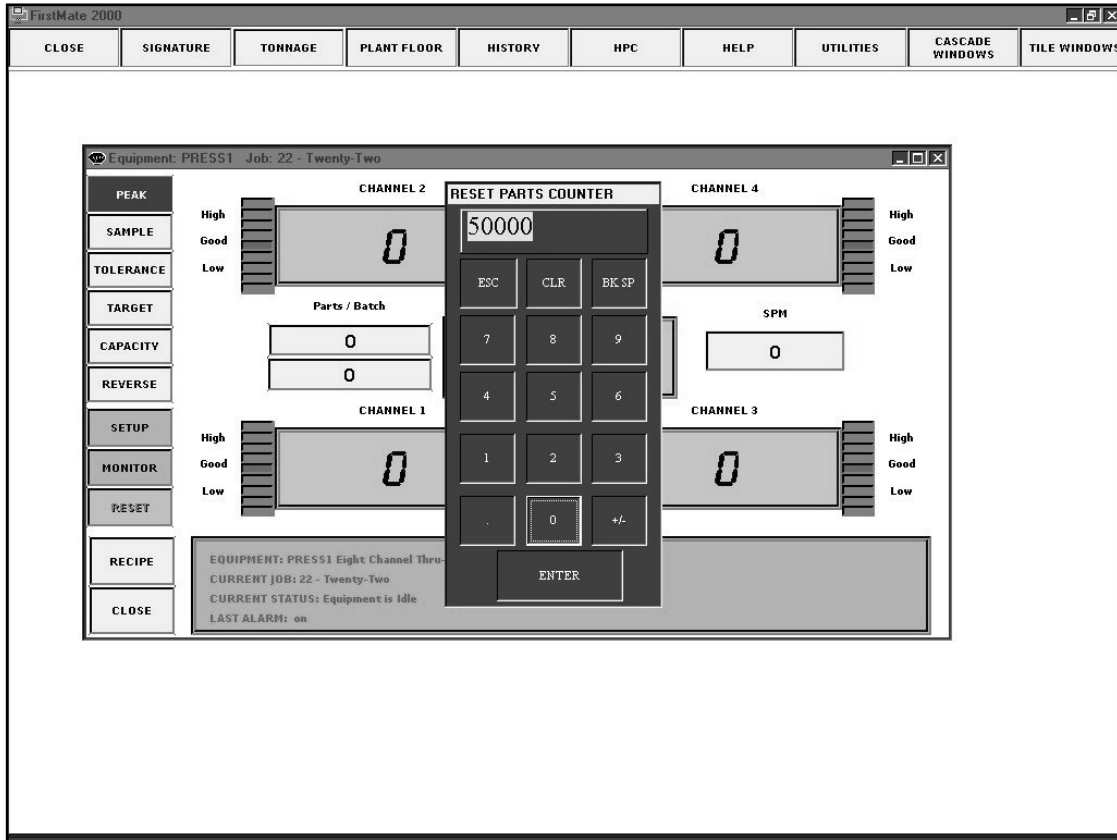 FirstMate 2000
CLOSE SIGNATURE TONNAGE PLANT FLOOR HISTORY HPC HELP UTILITIES CASCADE WINDOWS TILE WINDOWS
Equipment: PRESS1 Job: 22 - Twenty-Two
PEAK
SAMPLE
TOLERANCE
TARGET
CAPACITY
REVERSE
SETUP
MONITOR
RESET
RECIPE
CLOSE
CHANNEL 2
High
Good
Low
0
Parts / Batch
0
0
CHANNEL 1
High
Good
Low
0
RESET PARTS COUNTER
50000
ESC CLR BK SP
7 8 9
4 5 6
1 2 3
. 0 +/-
ENTER
CHANNEL 4
0
High
Good
Low
SPM
0
CHANNEL 3
0
High
Good
Low
EQUIPMENT: PRESS1 Eight Channel Thru-
CURRENT JOB: 22 - Twenty-Two
CURRENT STATUS: Equipment is Idle
LAST ALARM: on